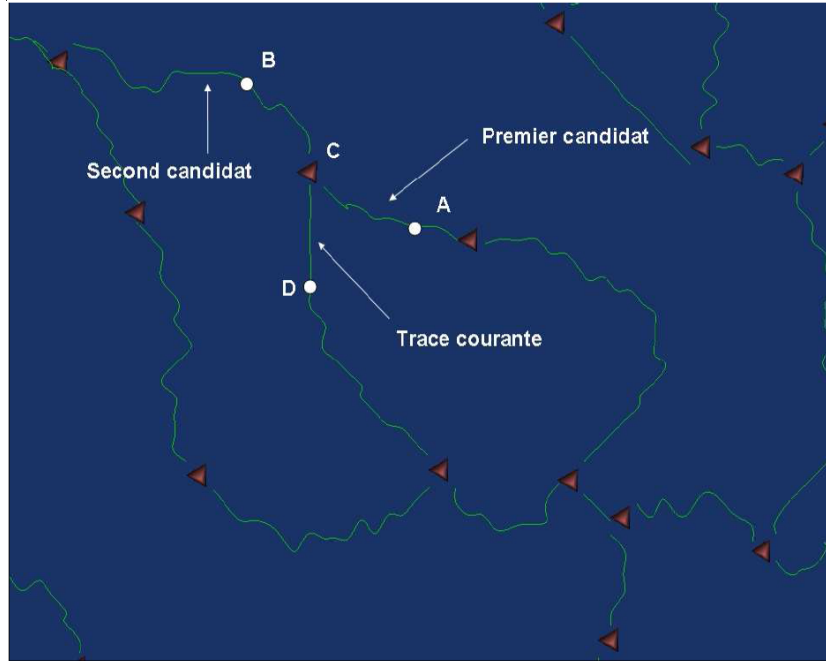 B
Premier candidat
C
Second candidat
A
D
Trace courante